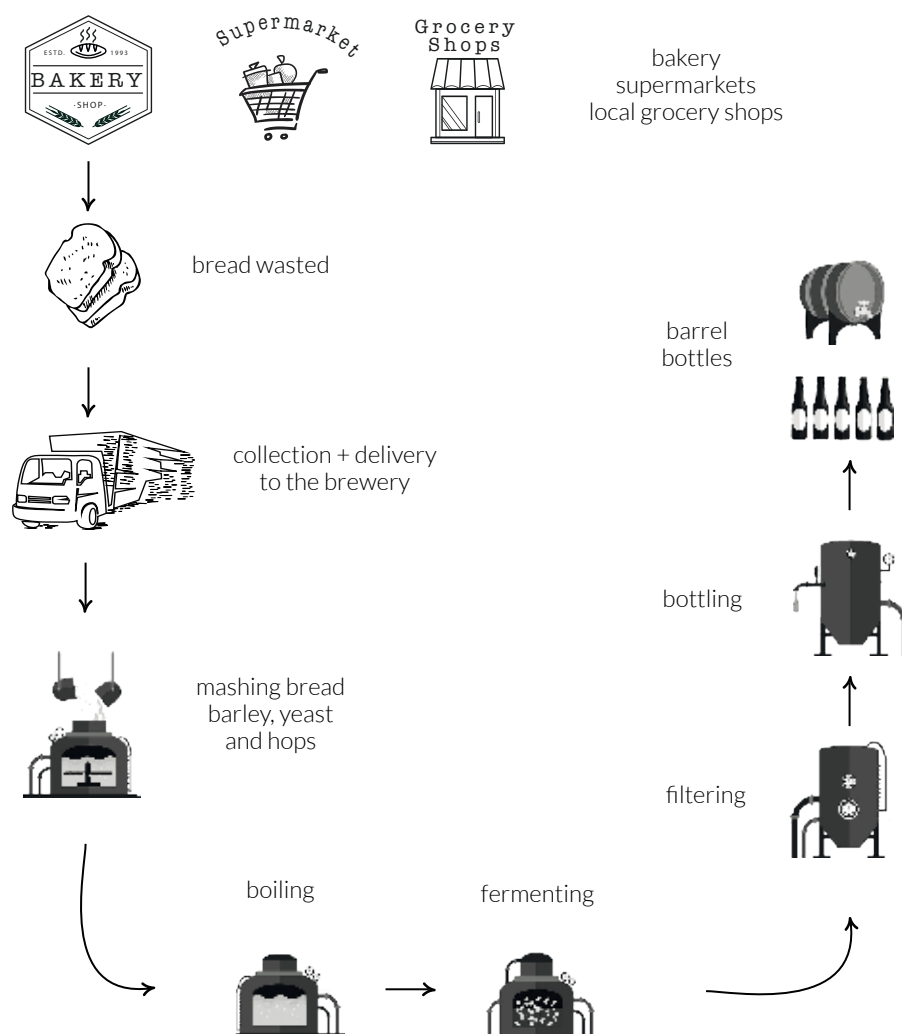 ESTD. 1993
BAKERY
·SHOP·
Supermarket
Grocery
Shops
bakery
supermarkets
local grocery shops
bread wasted
barrel
bottles
collection + delivery
to the brewery
bottling
mashing bread
barley, yeast
and hops
filtering
boiling
fermenting